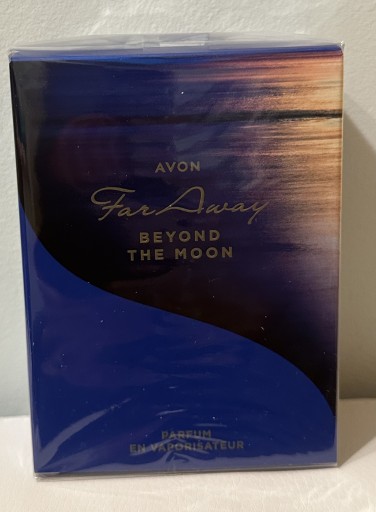 AVON
Far Away
BEYOND
THE MOON
PARFUM
EN VAPORISATEUR